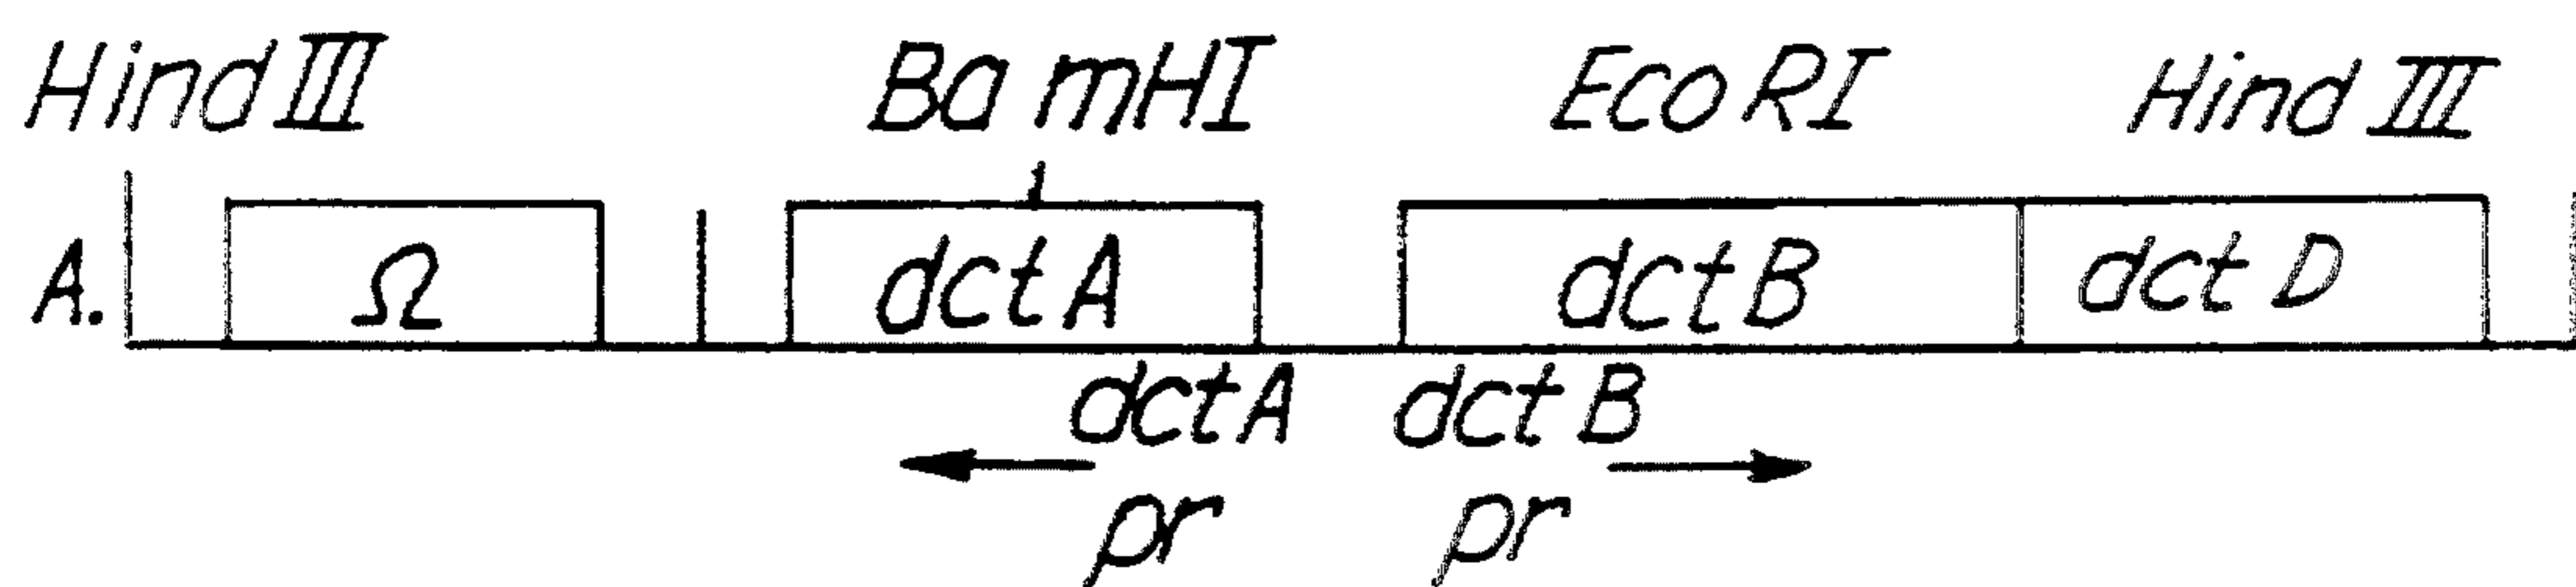 Hind III BamHI EcoRI Hind III
A. Ω dctA dctB dctD
dctA dctB
pr pr